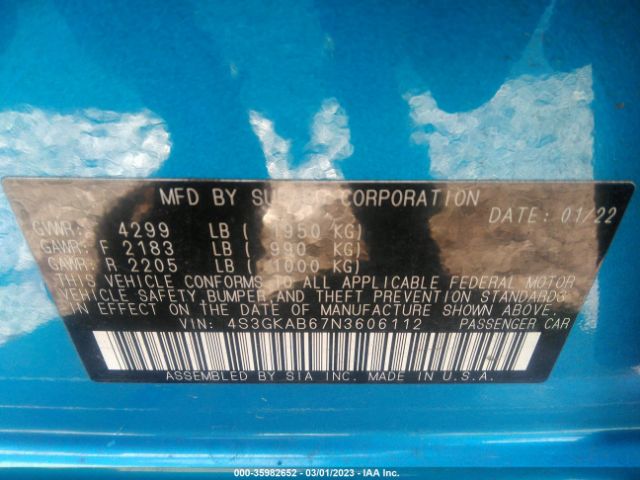 MFD BY CORPORATION
DATE: 01/22
GVWR: 4299 LB ( 1950 KG)
GAWR: F 2183 LB ( 990 KG)
GAWR: R 2205 LB ( 1000 KG)
THIS VEHICLE CONFORMS TO ALL APPLICABLE FEDERAL MOTOR
VEHICLE SAFETY, BUMPER AND THEFT PREVENTION STANDARDS
IN EFFECT ON THE DATE OF MANUFACTURE SHOWN ABOVE.
VIN: 4S3GKAB67N3606112 PASSENGER CAR
ASSEMBLED BY SIA INC. MADE IN U.S.A.
000-35982652 - 03/01/2023 - IAA Inc.